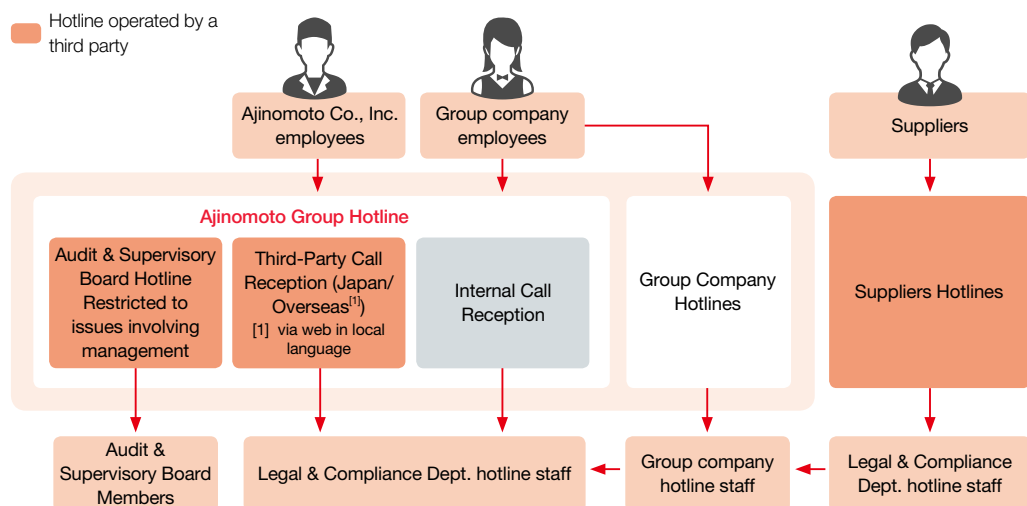 Hotline operated by a
third party
Ajinomoto Co., Inc.
employees
Group company
employees
Suppliers
Ajinomoto Group Hotline
Audit & Supervisory
Board Hotline
Restricted to
issues involving
management
Third-Party Call
Reception (Japan/
Overseas[1])
[1] via web in local
language
Internal Call
Reception
Group Company
Hotlines
Suppliers Hotlines
Audit &
Supervisory Board
Members
Legal & Compliance Dept. hotline staff
Group company
hotline staff
Legal & Compliance
Dept. hotline staff